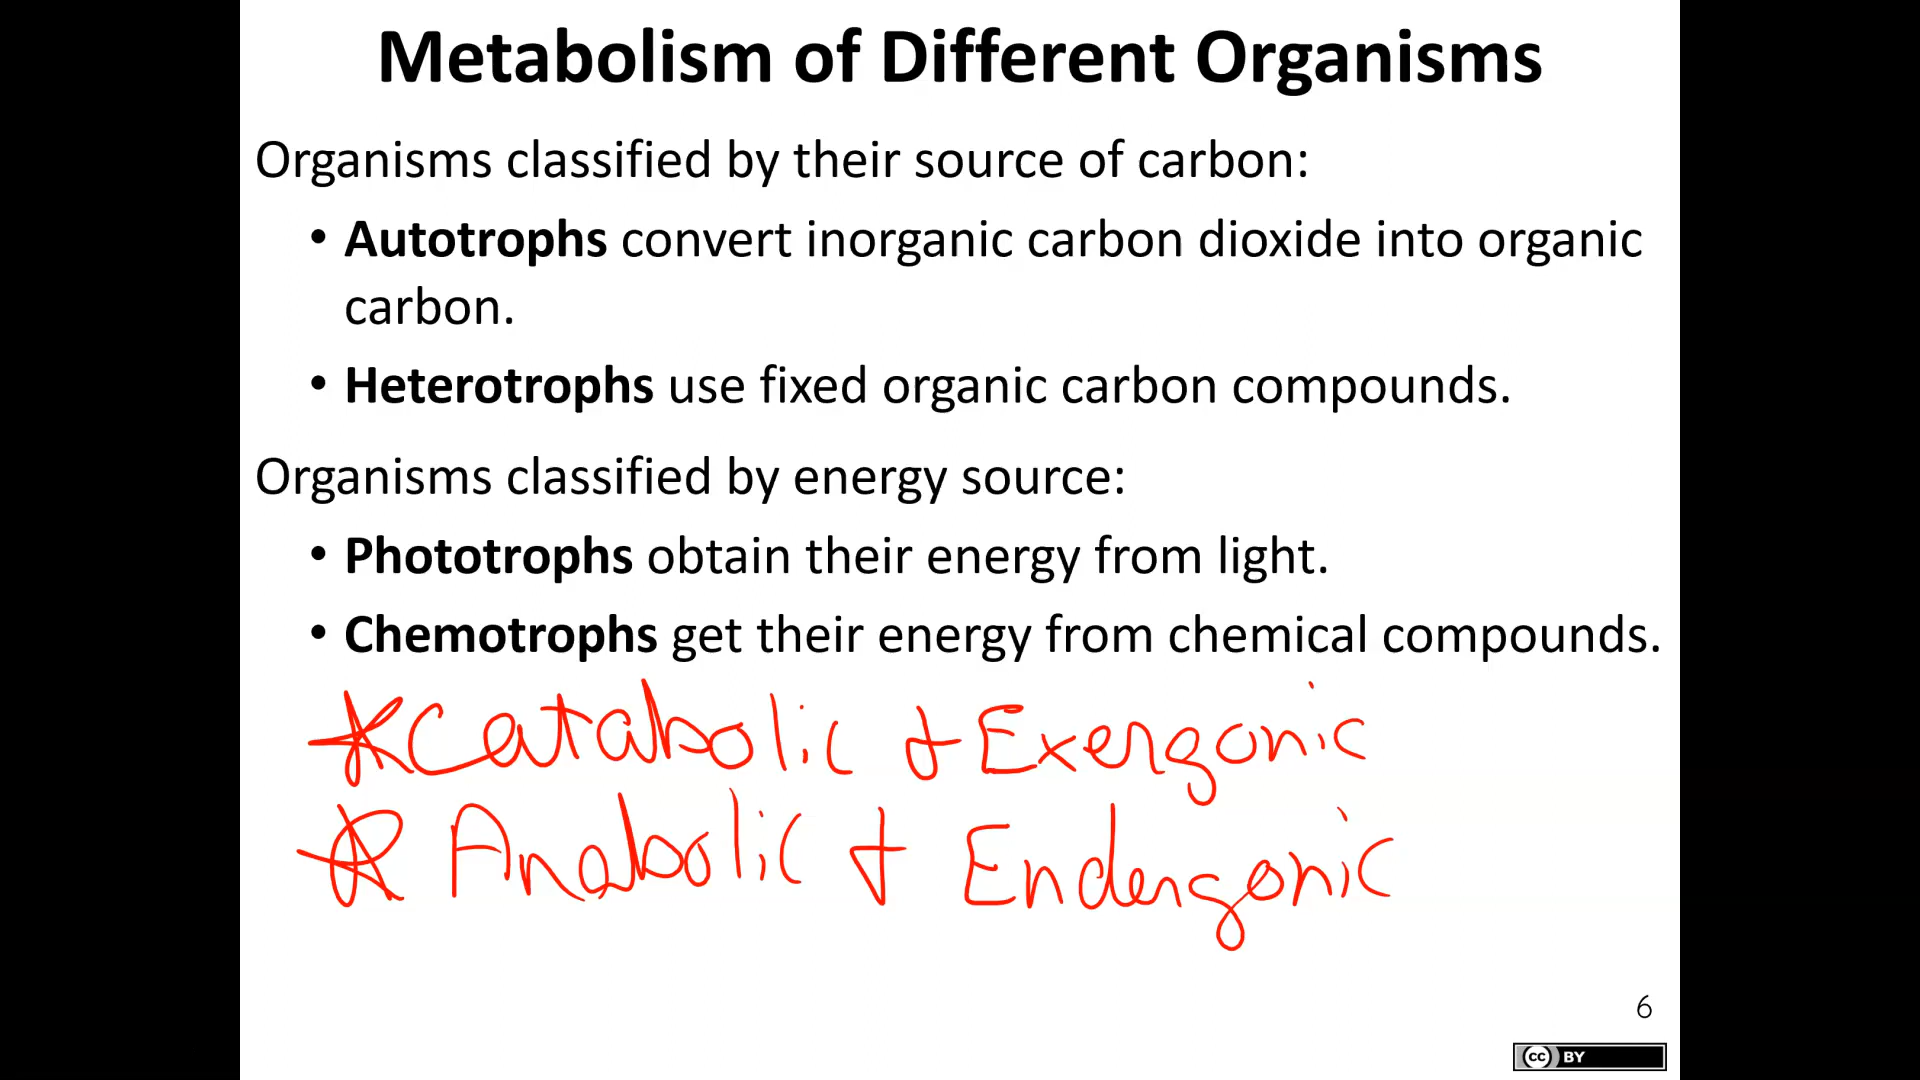 Metabolism of Different Organisms
Organisms classified by their source of carbon:
• Autotrophs convert inorganic carbon dioxide into organic
carbon.
• Heterotrophs use fixed organic carbon compounds.
Organisms classified by energy source:
• Phototrophs obtain their energy from light.
• Chemotrophs get their energy from chemical compounds.
Catabolic & Exergonic
Anabolic & Endergonic
6
cc BY